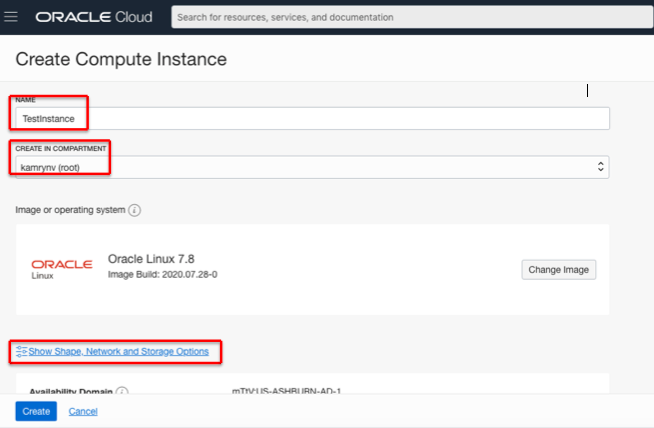 ORACLE Cloud
Search for resources, services, and documentation
Create Compute Instance
NAME
TestInstance
CREATE IN COMPARTMENT
kamrynv (root)
Image or operating system i
ORACLE
Linux
Oracle Linux 7.8
Image Build: 2020.07.28-0
Change Image
Show Shape, Network and Storage Options
Availability Domain i
mTtV:US-ASHBURN-AD-1
Create Cancel